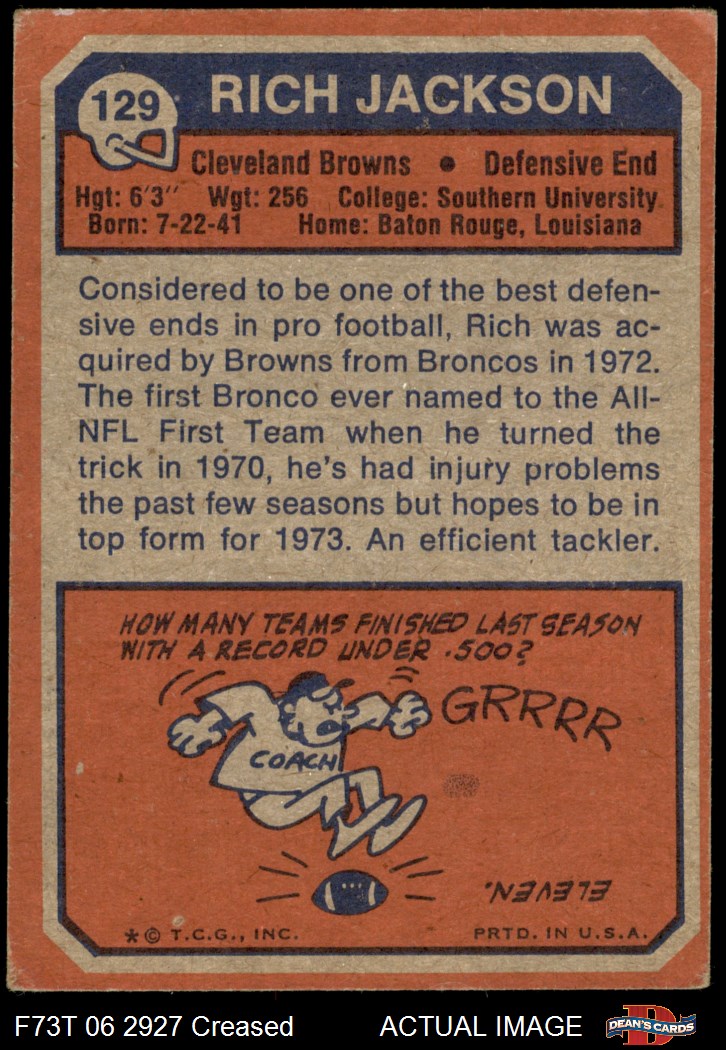 129
RICH JACKSON
Cleveland Browns • Defensive End
Hgt: 6'3" Wgt: 256 College: Southern University
Born: 7-22-41 Home: Baton Rouge, Louisiana
Considered to be one of the best defen-
sive ends in pro football, Rich was ac-
quired by Browns from Broncos in 1972.
The first Bronco ever named to the All-
NFL First Team when he turned the
trick in 1970, he's had injury problems
the past few seasons but hopes to be in
top form for 1973. An efficient tackler.
HOW MANY TEAMS FINISHED LAST SEASON
WITH A RECORD UNDER .500?
GRRRR
COACH
ELEVEN.
* © T.C.G., INC. PRTD. IN U.S.A.
F73T 06 2927 Creased ACTUAL IMAGE
D
DEAN'S CARDS